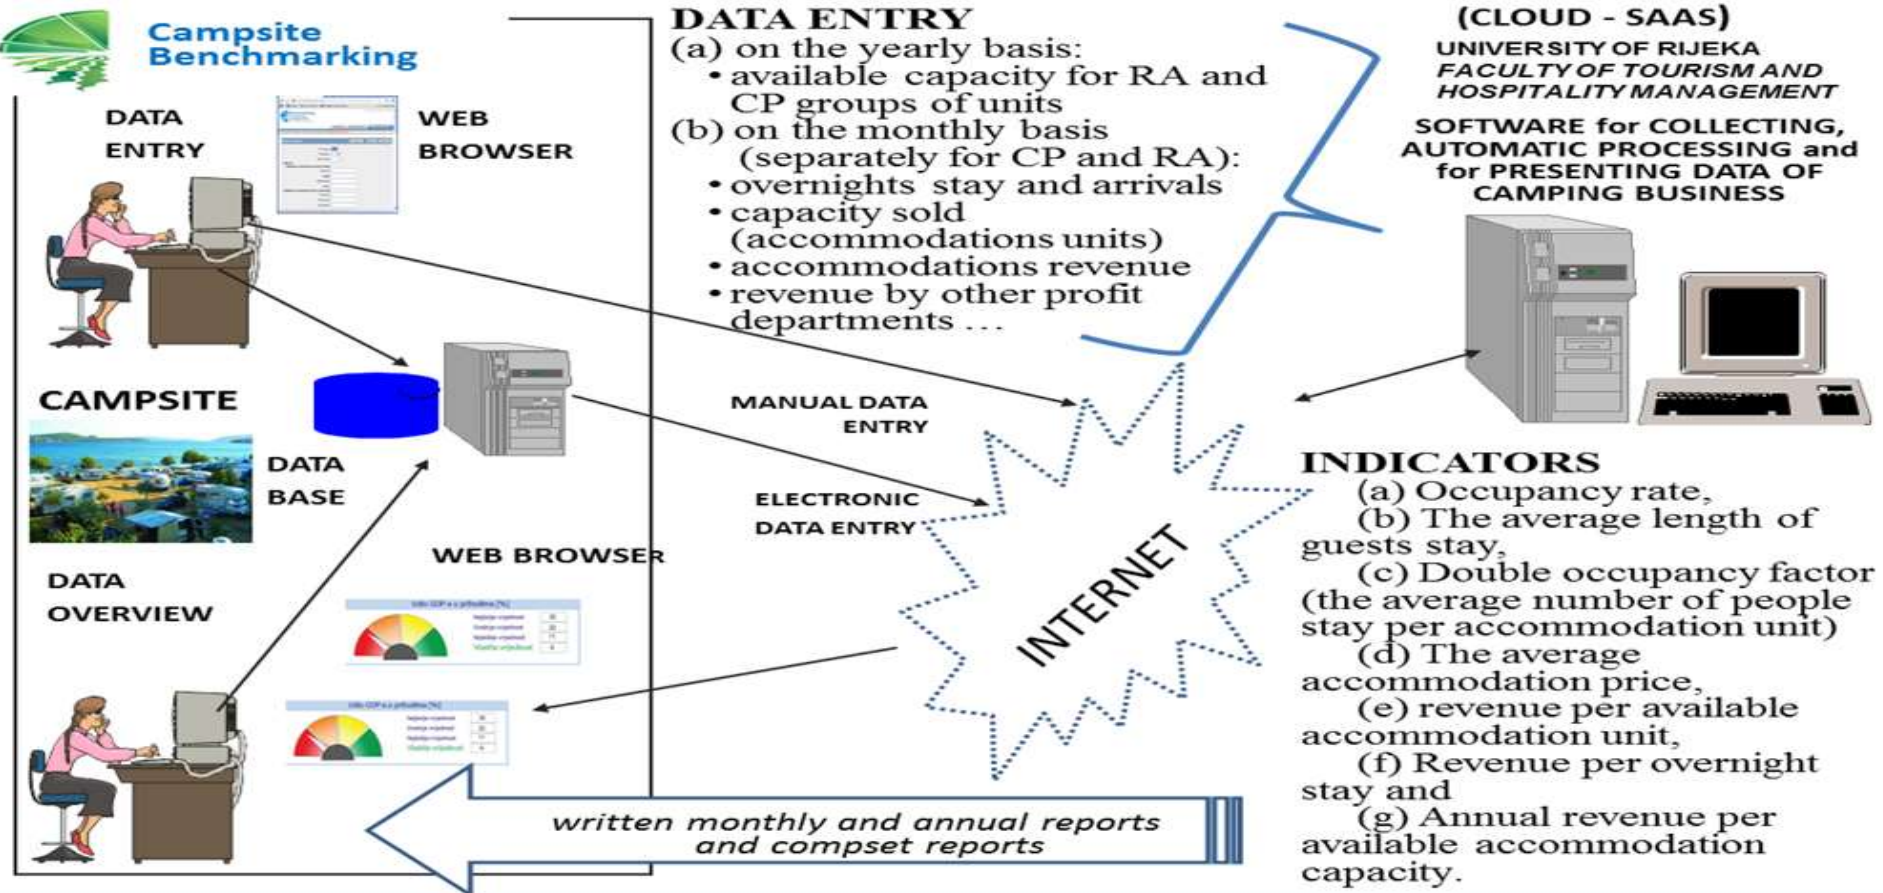 Campsite
Benchmarking
DATA
ENTRY
WEB
BROWSER
CAMPSITE
DATA
BASE
DATA
OVERVIEW
WEB BROWSER
DATA ENTRY
(a) on the yearly basis:
• available capacity for RA and
CP groups of units
(b) on the monthly basis
(separately for CP and RA):
• overnights stay and arrivals
• capacity sold
(accommodations units)
• accommodations revenue
• revenue by other profit
departments ...
MANUAL DATA
ENTRY
ELECTRONIC
DATA ENTRY
INTERNET
written monthly and annual reports
and compset reports
(CLOUD - SAAS)
UNIVERSITY OF RIJEKA
FACULTY OF TOURISM AND
HOSPITALITY MANAGEMENT
SOFTWARE for COLLECTING,
AUTOMATIC PROCESSING and
for PRESENTING DATA OF
CAMPING BUSINESS
INDICATORS
(a) Occupancy rate,
(b) The average length of
guests stay,
(c) Double occupancy factor
(the average number of people
stay per accommodation unit)
(d) The average
accommodation price,
(e) revenue per available
accommodation unit,
(f) Revenue per overnight
stay and
(g) Annual revenue per
available accommodation
capacity.